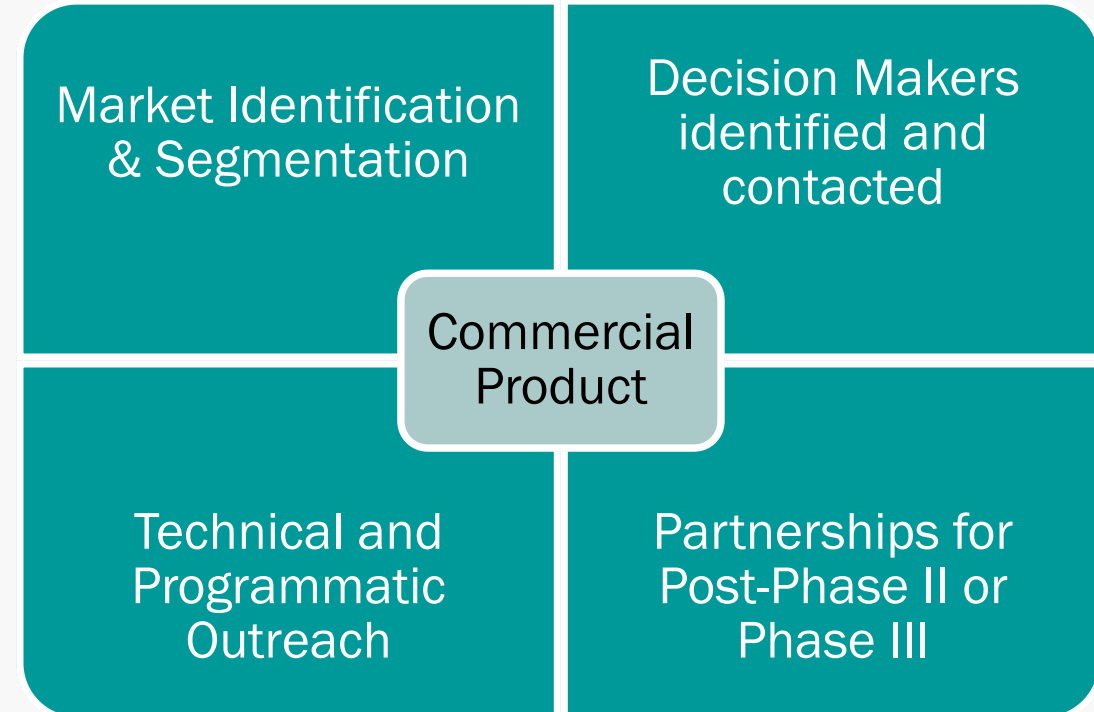 Market Identification
& Segmentation
Decision Makers
identified and
contacted
Commercial
Product
Technical and
Programmatic
Outreach
Partnerships for
Post-Phase II or
Phase III